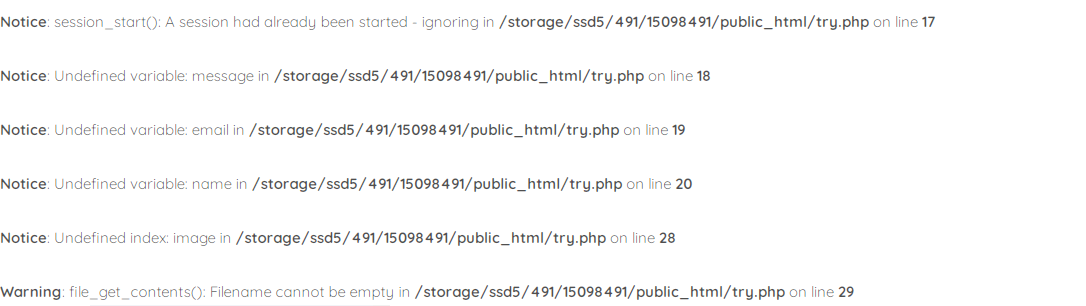 Notice: session_start(): A session had already been started - ignoring in /storage/ssd5/491/15098491/public_html/try.php on line 17
Notice: Undefined variable: message in /storage/ssd5/491/15098491/public_html/try.php on line 18
Notice: Undefined variable: email in /storage/ssd5/491/15098491/public_html/try.php on line 19
Notice: Undefined variable: name in /storage/ssd5/491/15098491/public_html/try.php on line 20
Notice: Undefined index: image in /storage/ssd5/491/15098491/public_html/try.php on line 28
Warning: file_get_contents(): Filename cannot be empty in /storage/ssd5/491/15098491/public_html/try.php on line 29